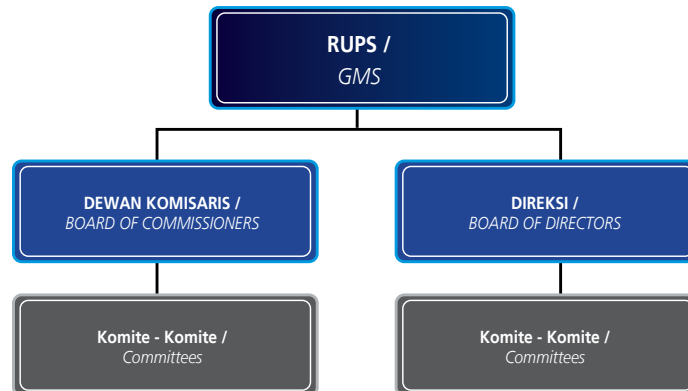 RUPS /
GMS
DEWAN KOMISARIS /
BOARD OF COMMISSIONERS
DIREKSI /
BOARD OF DIRECTORS
Komite - Komite /
Committees
Komite - Komite /
Committees